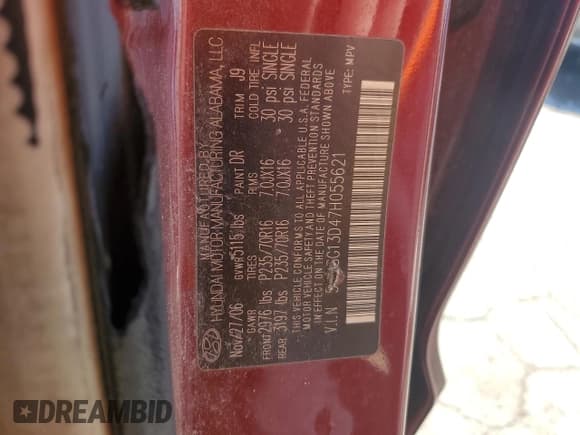 MANUFACTURED BY
HYUNDAI MOTOR MANUFACTURING ALABAMA, LLC
Nov/27/06 GVWR 5115 lbs PAINT DR TRIM J9
GAWR TIRES RIMS COLD TIRE INFL
FRONT 2976 lbs P235/70R16 7.0JX16 30 psi SINGLE
REAR 3197 lbs P235/70R16 7.0JX16 30 psi SINGLE
THIS VEHICLE CONFORMS TO ALL APPLICABLE U.S.A. FEDERAL
MOTOR VEHICLE SAFETY AND THEFT PREVENTION STANDARDS
IN EFFECT ON THE DATE OF MANUFACTURE SHOWN ABOVE
V.I.N G13D47H055621 TYPE: MPV
DREAMBID